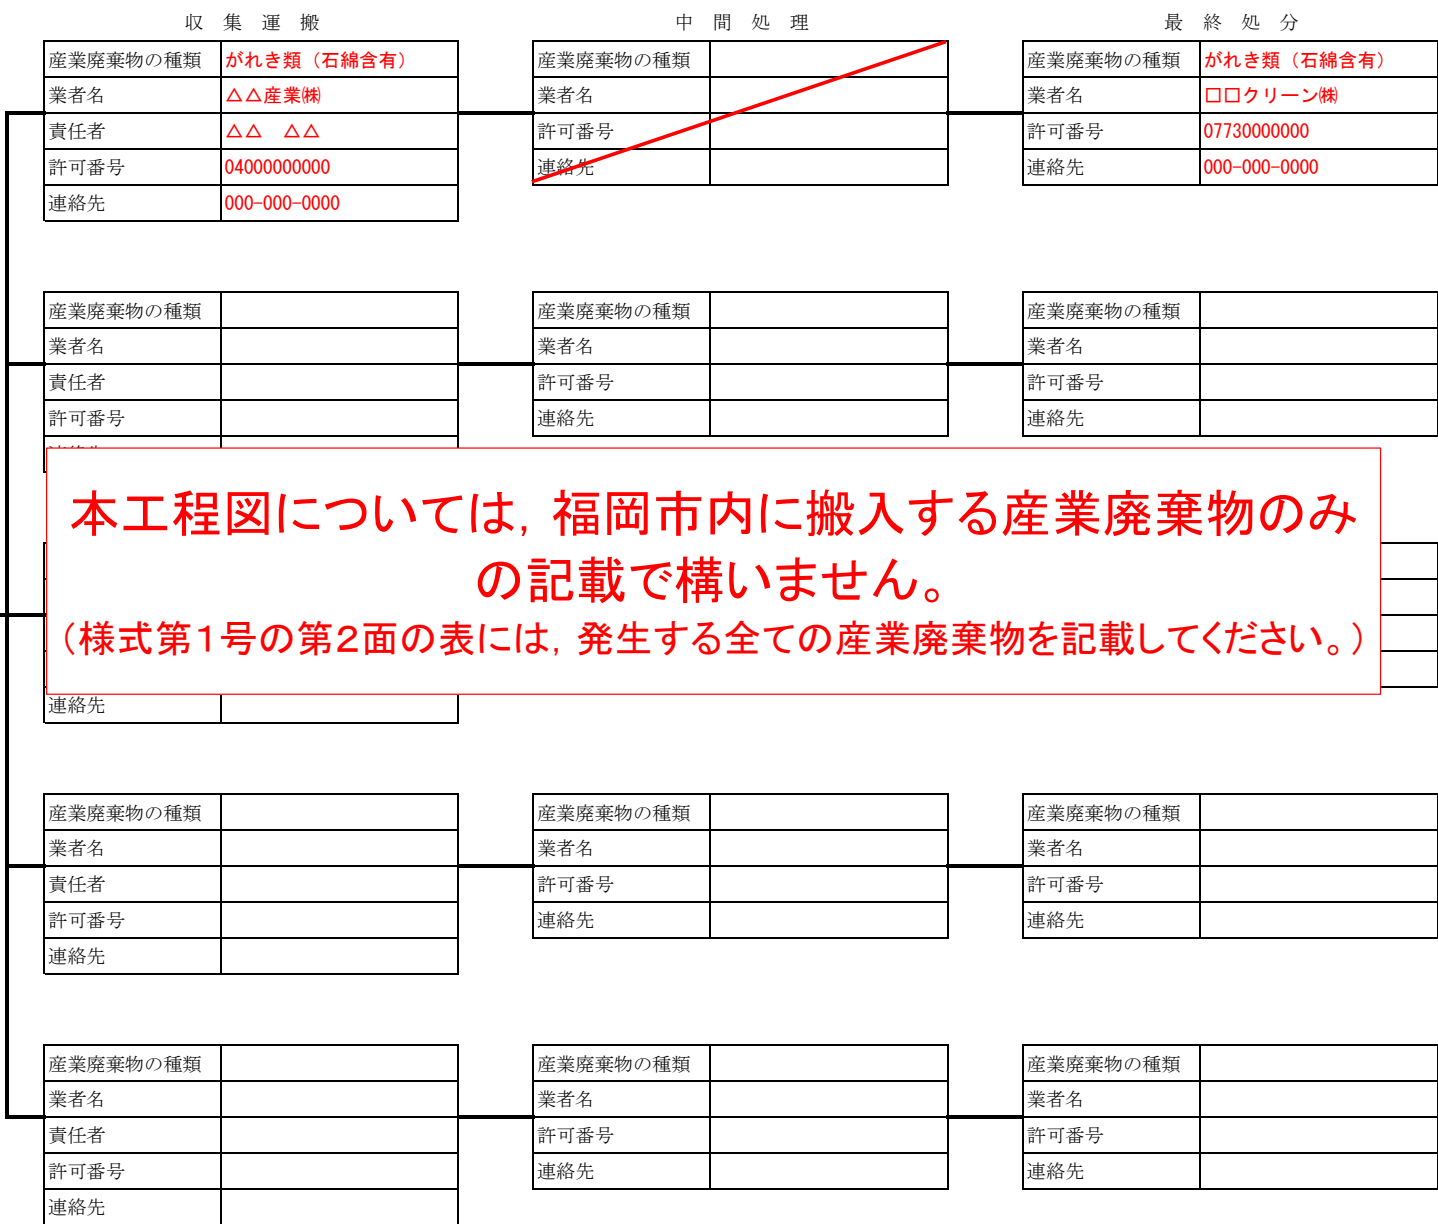 収集運搬 中間処理 最終処分
産業廃棄物の種類 がれき類（石綿含有） 産業廃棄物の種類 産業廃棄物の種類 がれき類（石綿含有）
業者名 △△産業㈱ 業者名 業者名 □□クリーン㈱
責任者 △△　△△ 許可番号 許可番号 07730000000
許可番号 04000000000 連絡先 連絡先 000-000-0000
連絡先 000-000-0000
産業廃棄物の種類 産業廃棄物の種類 産業廃棄物の種類
業者名 業者名 業者名
責任者 許可番号 許可番号
許可番号 連絡先 連絡先
本工程図については，福岡市内に搬入する産業廃棄物のみ
の記載で構いません。
（様式第１号の第２面の表には，発生する全ての産業廃棄物を記載してください。）
連絡先
産業廃棄物の種類 産業廃棄物の種類 産業廃棄物の種類
業者名 業者名 業者名
責任者 許可番号 許可番号
許可番号 連絡先 連絡先
連絡先
産業廃棄物の種類 産業廃棄物の種類 産業廃棄物の種類
業者名 業者名 業者名
責任者 許可番号 許可番号
許可番号 連絡先 連絡先
連絡先